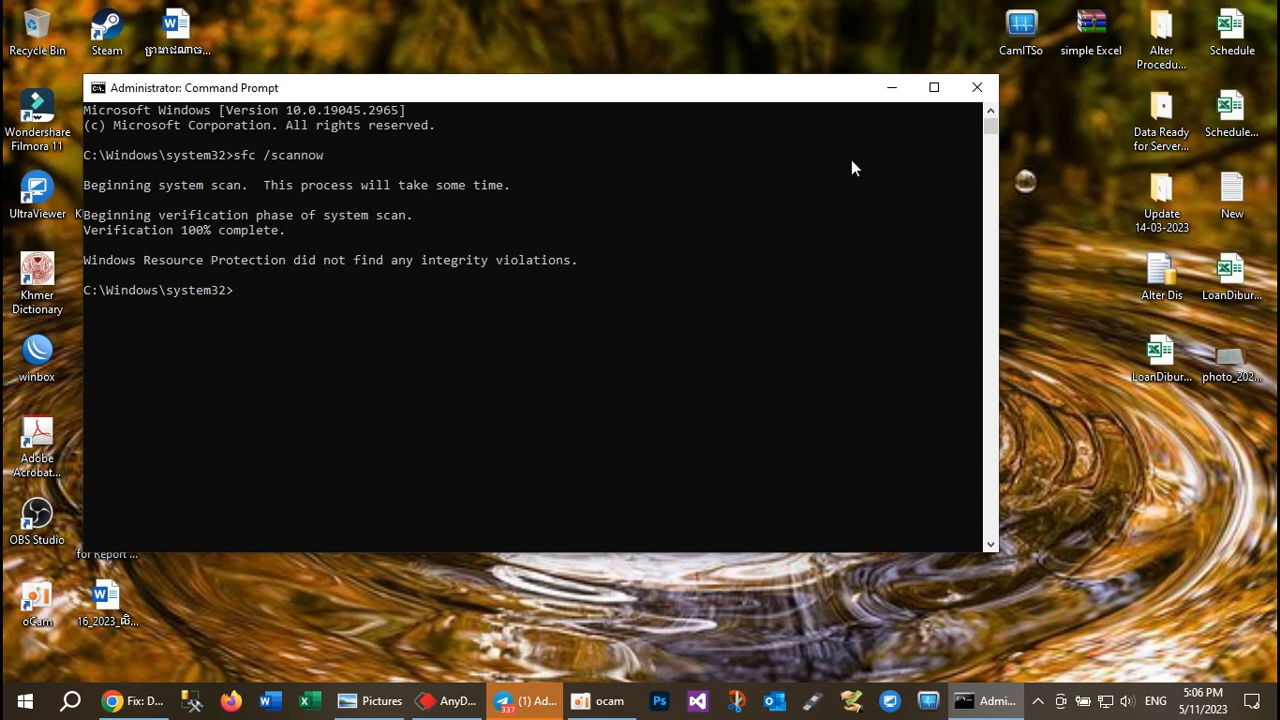 Recycle Bin
Steam
CamITSo
simple Excel
Alter
Procedu...
Schedule
Administrator: Command Prompt
Microsoft Windows [Version 10.0.19045.2965]
(c) Microsoft Corporation. All rights reserved.
C:\Windows\system32>sfc /scannow
Beginning system scan.  This process will take some time.
Beginning verification phase of system scan.
Verification 100% complete.
Windows Resource Protection did not find any integrity violations.
C:\Windows\system32>
Wondershare
Filmora 11
UltraViewer
Khmer
Dictionary
winbox
Adobe
Acrobat...
OBS Studio
for Report ...
oCam
Data Ready
for Server...
Schedule...
Update
14-03-2023
New
Alter Dis
LoanDibur...
LoanDibur...
photo_202...
Fix: D...
Pictures
AnyD...
337
(1) Ad...
ocam
Admi...
ENG
5:06 PM
5/11/2023